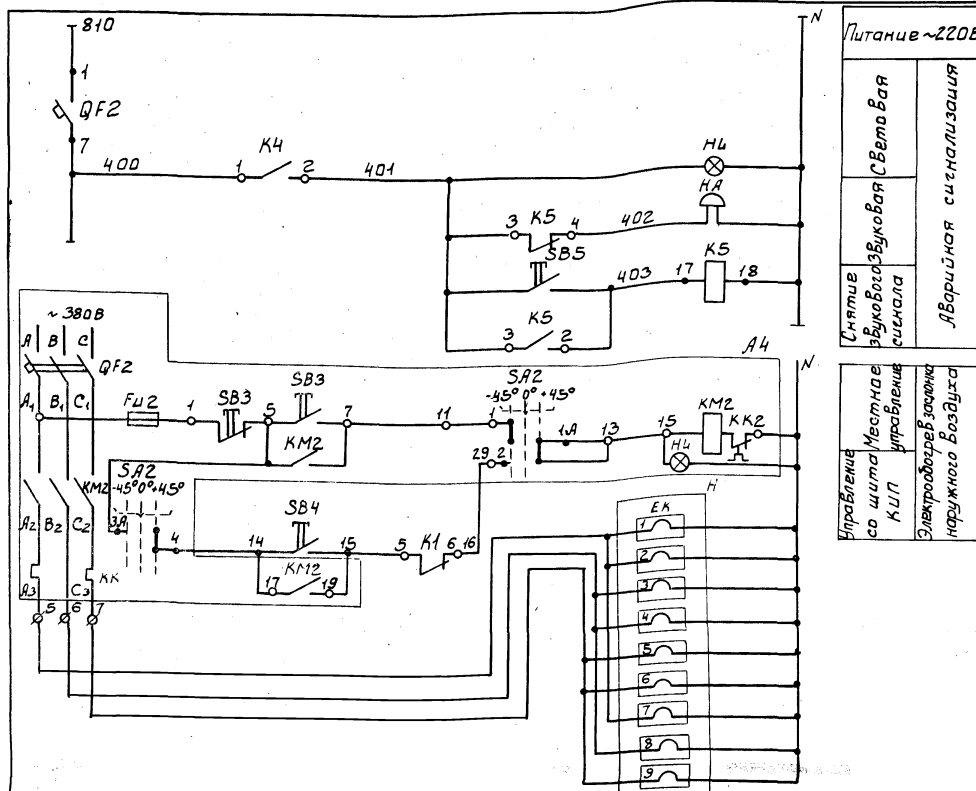 810
N
Питание ~220В
1
QF2
7
400
1
K4
2
401
HL
HA
3
K5
4
402
SB5
403
17
K5
18
3
K5
2
Световая
Звуковая
Снятие
звукового
сигнала
Аварийная сигнализация
~ 380В
A
B
C
QF2
A4
N
A1
B1
C1
Fu2
1
SB3
5
SB3
7
KM2
11
SA2
-45° 0° +45°
1
29
2
1A
13
15
KM2
KK2
2
HL
SA2
-45° 0° +45°
KM2
3A
4
A2
B2
C2
14
SB4
15
17
KM2
19
5
K1
6
16
KK
A3
C3
5
6
7
H
EK
1
2
3
4
5
6
7
8
9
Местное
управление
Управление
со щита
КИП
Электрообогрев заслонки
наружного воздуха